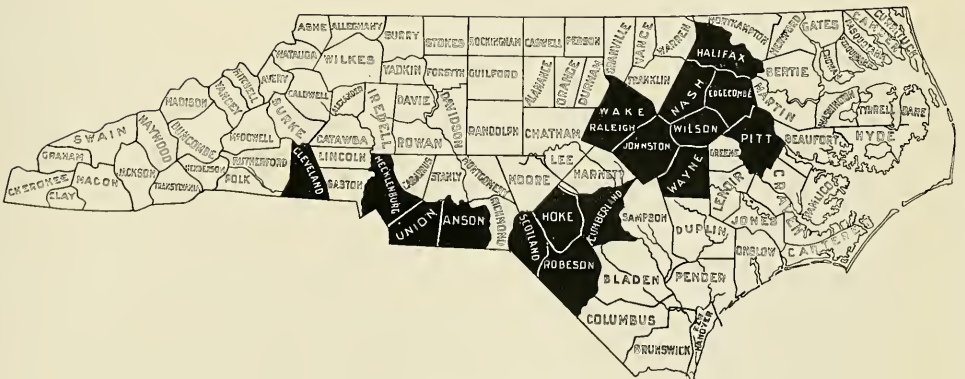 ASHE
ALLEGHANY
SURRY
STOKES
ROCKINGHAM
CASWELL
PERSON
GRANVILLE
VANCE
WARREN
NORTHAMPTON
HERTFORD
GATES
CURRITUCK
PASQUOTANK
WATAUGA
WILKES
YADKIN
FORSYTH
GUILFORD
ALAMANCE
ORANGE
DURHAM
FRANKLIN
HALIFAX
BERTIE
MITCHELL
AVERY
CALDWELL
ALEXANDER
IREDELL
DAVIE
DAVIDSON
RANDOLPH
CHATHAM
WAKE
RALEIGH
NASH
EDGECOMBE
MARTIN
WASHINGTON
TYRRELL
DARE
MADISON
YANCEY
BURKE
CATAWBA
ROWAN
JOHNSTON
WILSON
PITT
BEAUFORT
HYDE
SWAIN
HAYWOOD
BUNCOMBE
MCDOWELL
LINCOLN
LEE
WAYNE
GREENE
GRAHAM
JACKSON
HENDERSON
RUTHERFORD
POLK
CLEVELAND
GASTON
MECKLENBURG
CABARRUS
STANLY
MONTGOMERY
MOORE
HARNETT
LENOIR
CRAVEN
PAMLICO
CHEROKEE
CLAY
MACON
TRANSYLVANIA
UNION
ANSON
RICHMOND
SCOTLAND
HOKE
CUMBERLAND
SAMPSON
DUPLIN
JONES
ONSLOW
CARTERET
ROBESON
BLADEN
PENDER
COLUMBUS
NEW
HANOVER
BRUNSWICK